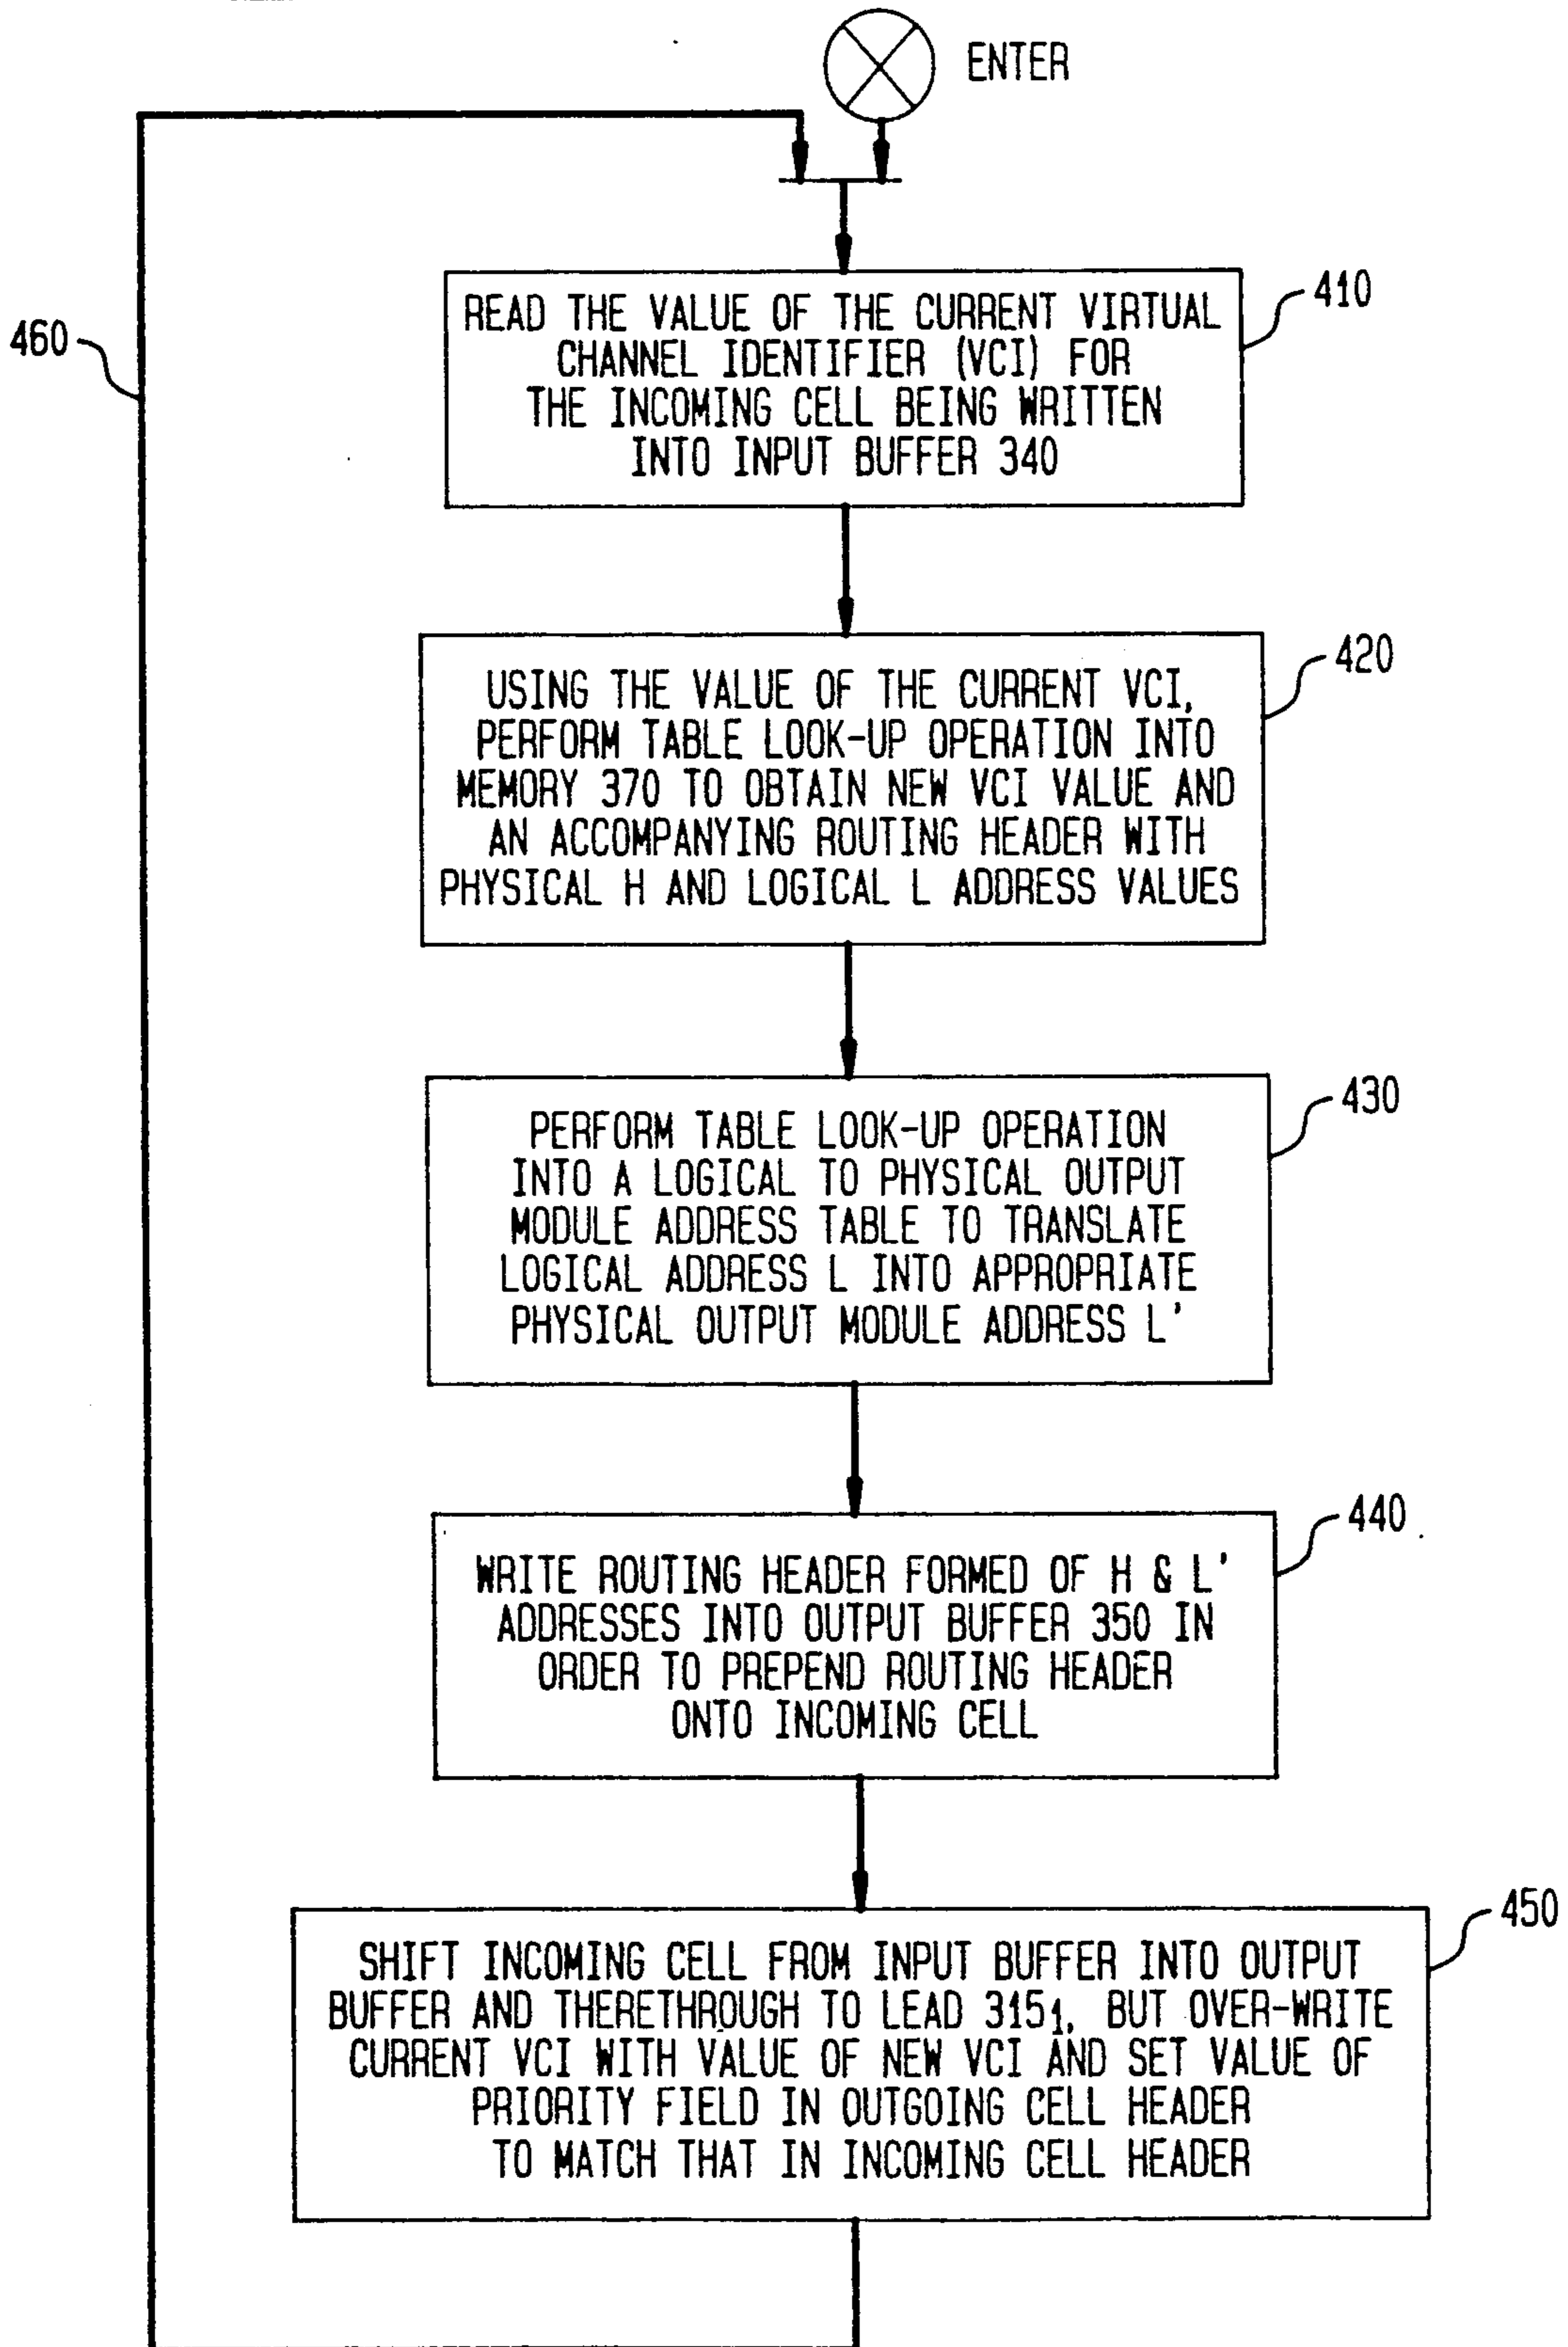 ENTER
460
READ THE VALUE OF THE CURRENT VIRTUAL
CHANNEL IDENTIFIER (VCI) FOR
THE INCOMING CELL BEING WRITTEN
INTO INPUT BUFFER 340
410
USING THE VALUE OF THE CURRENT VCI,
PERFORM TABLE LOOK-UP OPERATION INTO
MEMORY 370 TO OBTAIN NEW VCI VALUE AND
AN ACCOMPANYING ROUTING HEADER WITH
PHYSICAL H AND LOGICAL L ADDRESS VALUES
420
PERFORM TABLE LOOK-UP OPERATION
INTO A LOGICAL TO PHYSICAL OUTPUT
MODULE ADDRESS TABLE TO TRANSLATE
LOGICAL ADDRESS L INTO APPROPRIATE
PHYSICAL OUTPUT MODULE ADDRESS L'
430
WRITE ROUTING HEADER FORMED OF H & L'
ADDRESSES INTO OUTPUT BUFFER 350 IN
ORDER TO PREPEND ROUTING HEADER
ONTO INCOMING CELL
440
SHIFT INCOMING CELL FROM INPUT BUFFER INTO OUTPUT
BUFFER AND THERETHROUGH TO LEAD 315₁, BUT OVER-WRITE
CURRENT VCI WITH VALUE OF NEW VCI AND SET VALUE OF
PRIORITY FIELD IN OUTGOING CELL HEADER
TO MATCH THAT IN INCOMING CELL HEADER
450